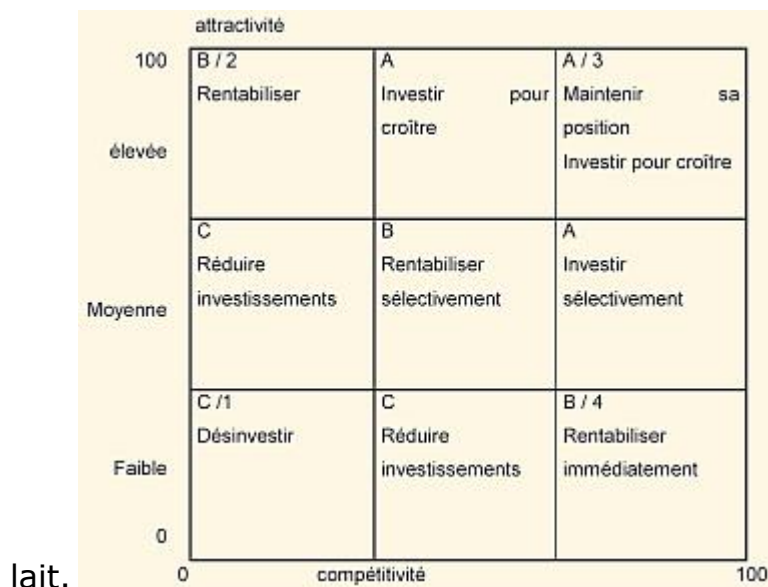 attractivité
100
B / 2
Rentabiliser
A
Investir pour
croître
A / 3
Maintenir sa
position
Investir pour croître
élevée
C
Réduire
investissements
B
Rentabiliser
sélectivement
A
Investir
sélectivement
Moyenne
C /1
Désinvestir
C
Réduire
investissements
B / 4
Rentabiliser
immédiatement
Faible
0
lait.
0
compétitivité
100